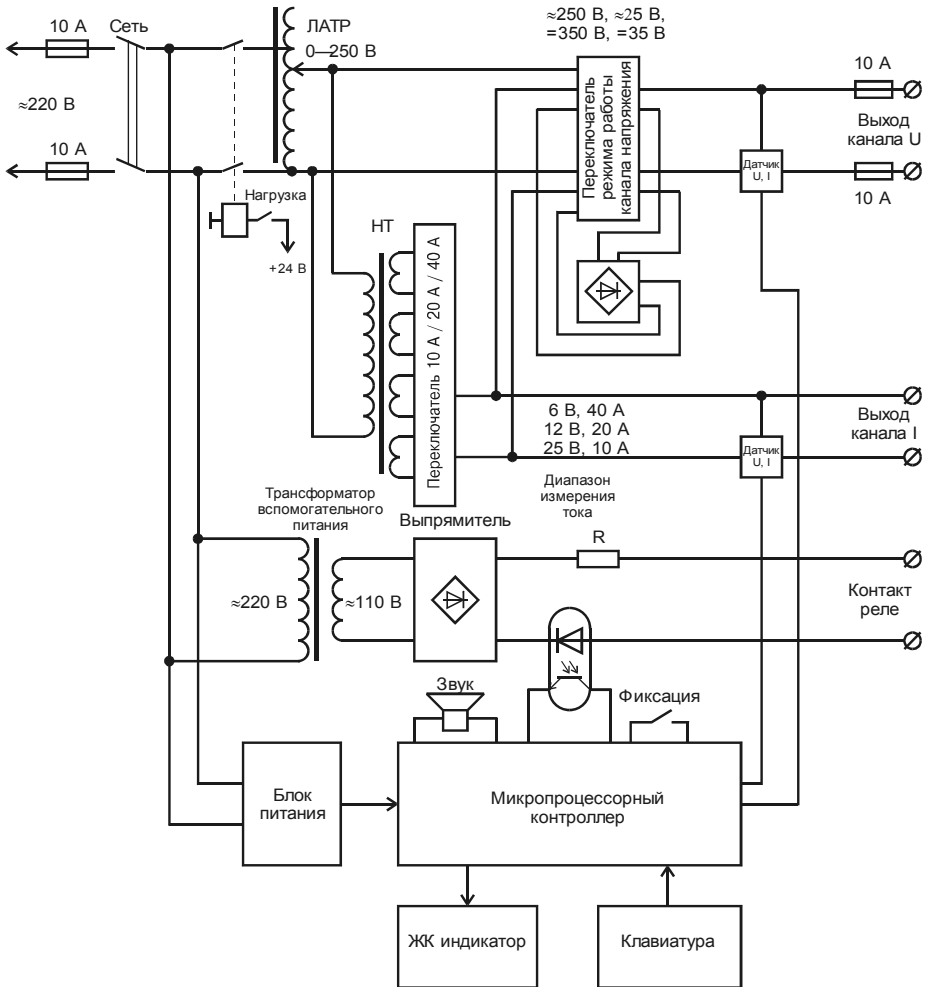 10 А
Сеть
ЛАТР
0—250 В
≈250 В, ≈25 В,
=350 В, =35 В
10 А
≈220 В
10 А
Переключатель
режима работы
канала напряжения
Выход
канала U
Датчик
U, I
10 А
Нагрузка
+24 В
НТ
Переключатель 10 А / 20 А / 40 А
6 В, 40 А
12 В, 20 А
25 В, 10 А
Выход
канала I
Датчик
U, I
Диапазон
измерения
тока
Трансформатор
вспомогательного
питания
Выпрямитель
R
≈220 В
≈110 В
Контакт
реле
Звук
Фиксация
Блок
питания
Микропроцессорный
контроллер
ЖК индикатор
Клавиатура